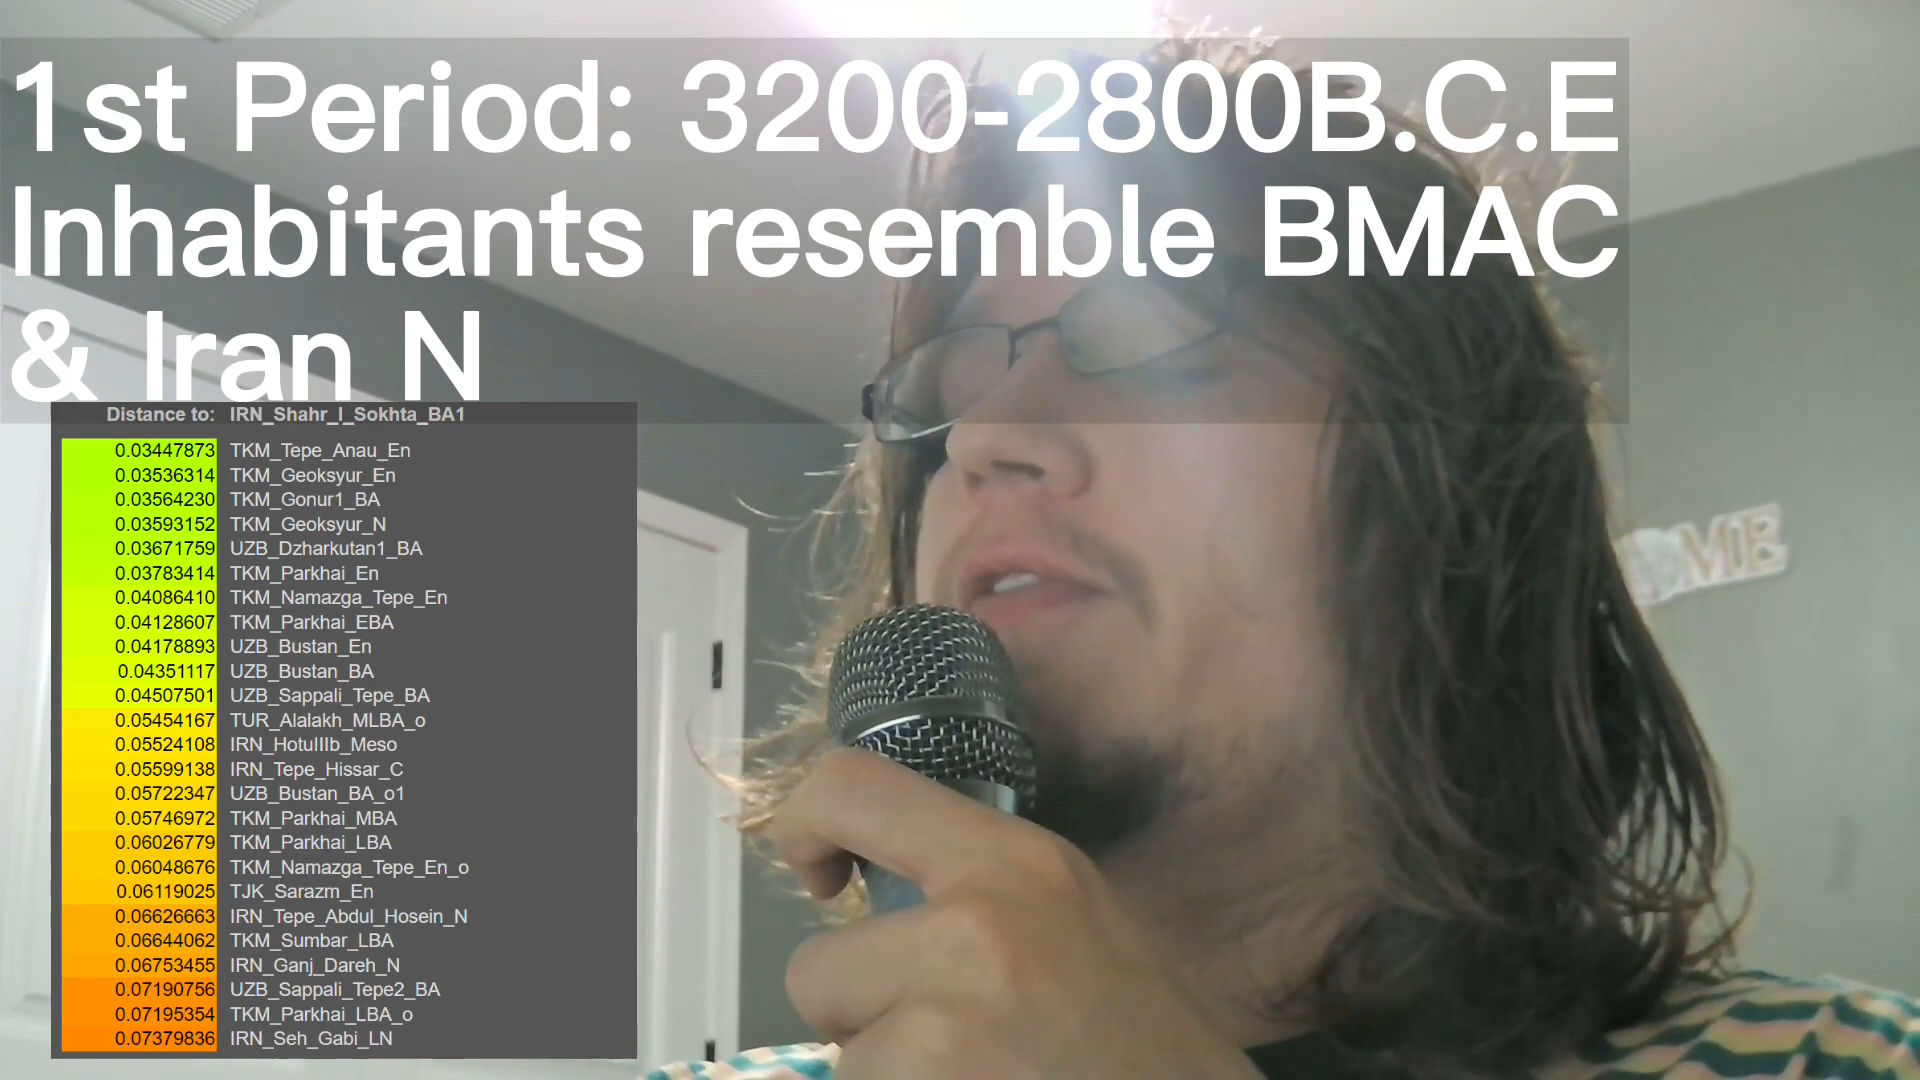 1st Period: 3200-2800B.C.E
Inhabitants resemble BMAC
& Iran N
Distance to: IRN_Shahr_I_Sokhta_BA1
0.03447873 TKM_Tepe_Anau_En
0.03536314 TKM_Geoksyur_En
0.03564230 TKM_Gonur1_BA
0.03593152 TKM_Geoksyur_N
0.03671759 UZB_Dzharkutan1_BA
0.03783414 TKM_Parkhai_En
0.04086410 TKM_Namazga_Tepe_En
0.04128607 TKM_Parkhai_EBA
0.04178893 UZB_Bustan_En
0.04351117 UZB_Bustan_BA
0.04507501 UZB_Sappali_Tepe_BA
0.05454167 TUR_Alalakh_MLBA_o
0.05524108 IRN_HotuIIIb_Meso
0.05599138 IRN_Tepe_Hissar_C
0.05722347 UZB_Bustan_BA_o1
0.05746972 TKM_Parkhai_MBA
0.06026779 TKM_Parkhai_LBA
0.06048676 TKM_Namazga_Tepe_En_o
0.06119025 TJK_Sarazm_En
0.06626663 IRN_Tepe_Abdul_Hosein_N
0.06644062 TKM_Sumbar_LBA
0.06753455 IRN_Ganj_Dareh_N
0.07190756 UZB_Sappali_Tepe2_BA
0.07195354 TKM_Parkhai_LBA_o
0.07379836 IRN_Seh_Gabi_LN